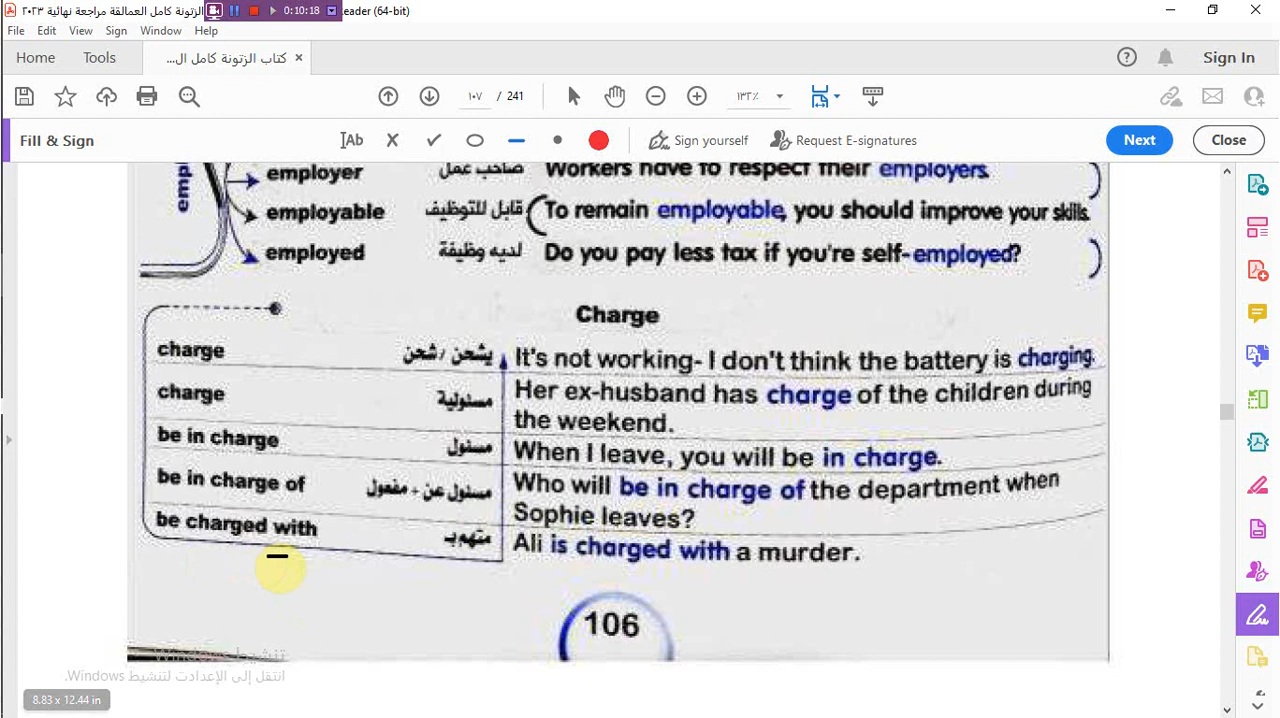 الزتونة كامل العمالقة مراجعة نهائية ٢٠٢٣ 0:10:18 eader (64-bit)
File Edit View Sign Window Help
Home Tools كتاب الزتونة كامل ال... × Sign In
١٠٧ / 241 ١٣٢٪
Fill & Sign Ab Sign yourself Request E-signatures Next Close
emp
employer صاحب عمل Workers have to respect their employers.
employable قابل للتوظيف To remain employable, you should improve your skills.
employed لديه وظيفة Do you pay less tax if you're self-employed?
Charge
charge يشحن / شحن It's not working- I don't think the battery is charging.
charge مسئولية Her ex-husband has charge of the children during
the weekend.
be in charge مسئول When I leave, you will be in charge.
be in charge of مسئول عن + مفعول Who will be in charge of the department when
Sophie leaves?
be charged with متهم بـ Ali is charged with a murder.
106
تنشيط Windows
انتقل إلى الإعدادات لتنشيط Windows.
8.83 x 12.44 in